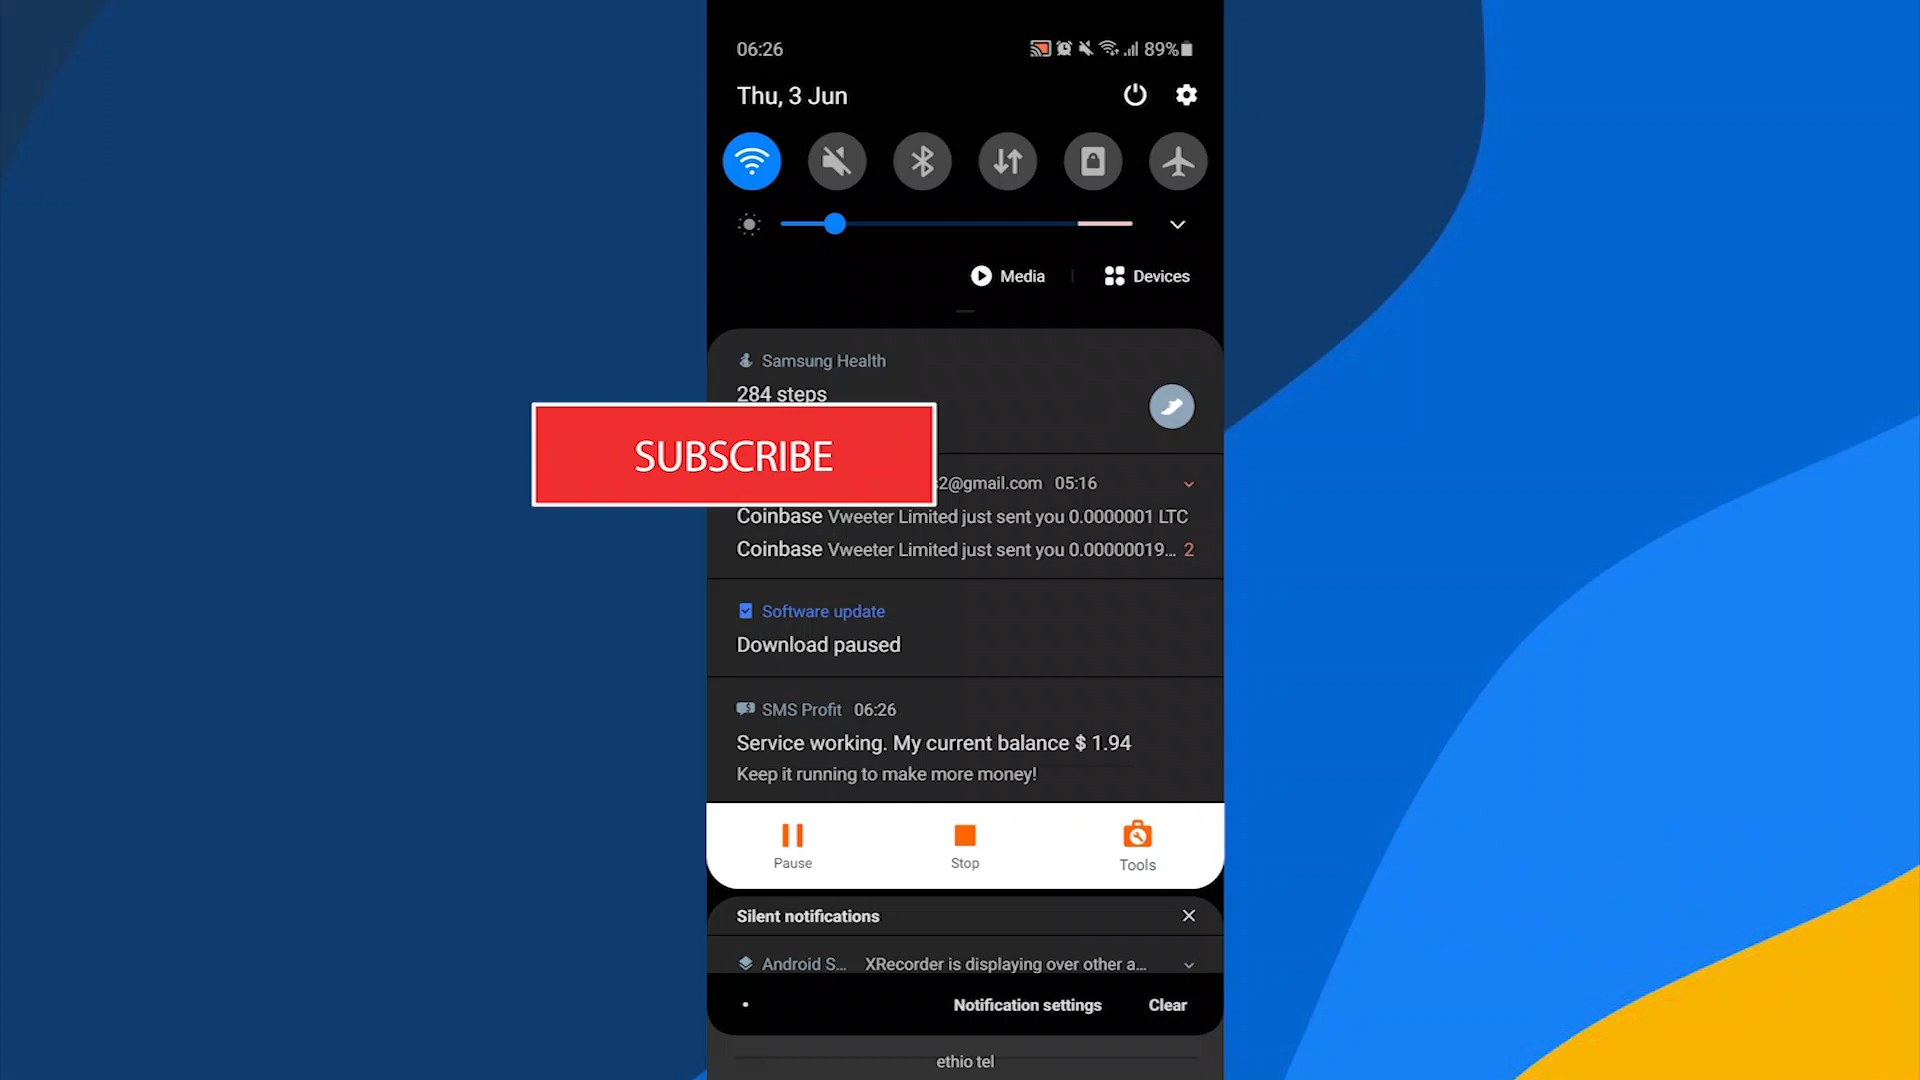 06:26
89%
Thu, 3 Jun
Media
Devices
Samsung Health
284 steps
SUBSCRIBE
s2@gmail.com 05:16
Coinbase Vweeter Limited just sent you 0.0000001 LTC
Coinbase Vweeter Limited just sent you 0.00000019... 2
Software update
Download paused
SMS Profit 06:26
Service working. My current balance $ 1.94
Keep it running to make more money!
Pause
Stop
Tools
Silent notifications
Android S... XRecorder is displaying over other a...
Notification settings
Clear
ethio tel